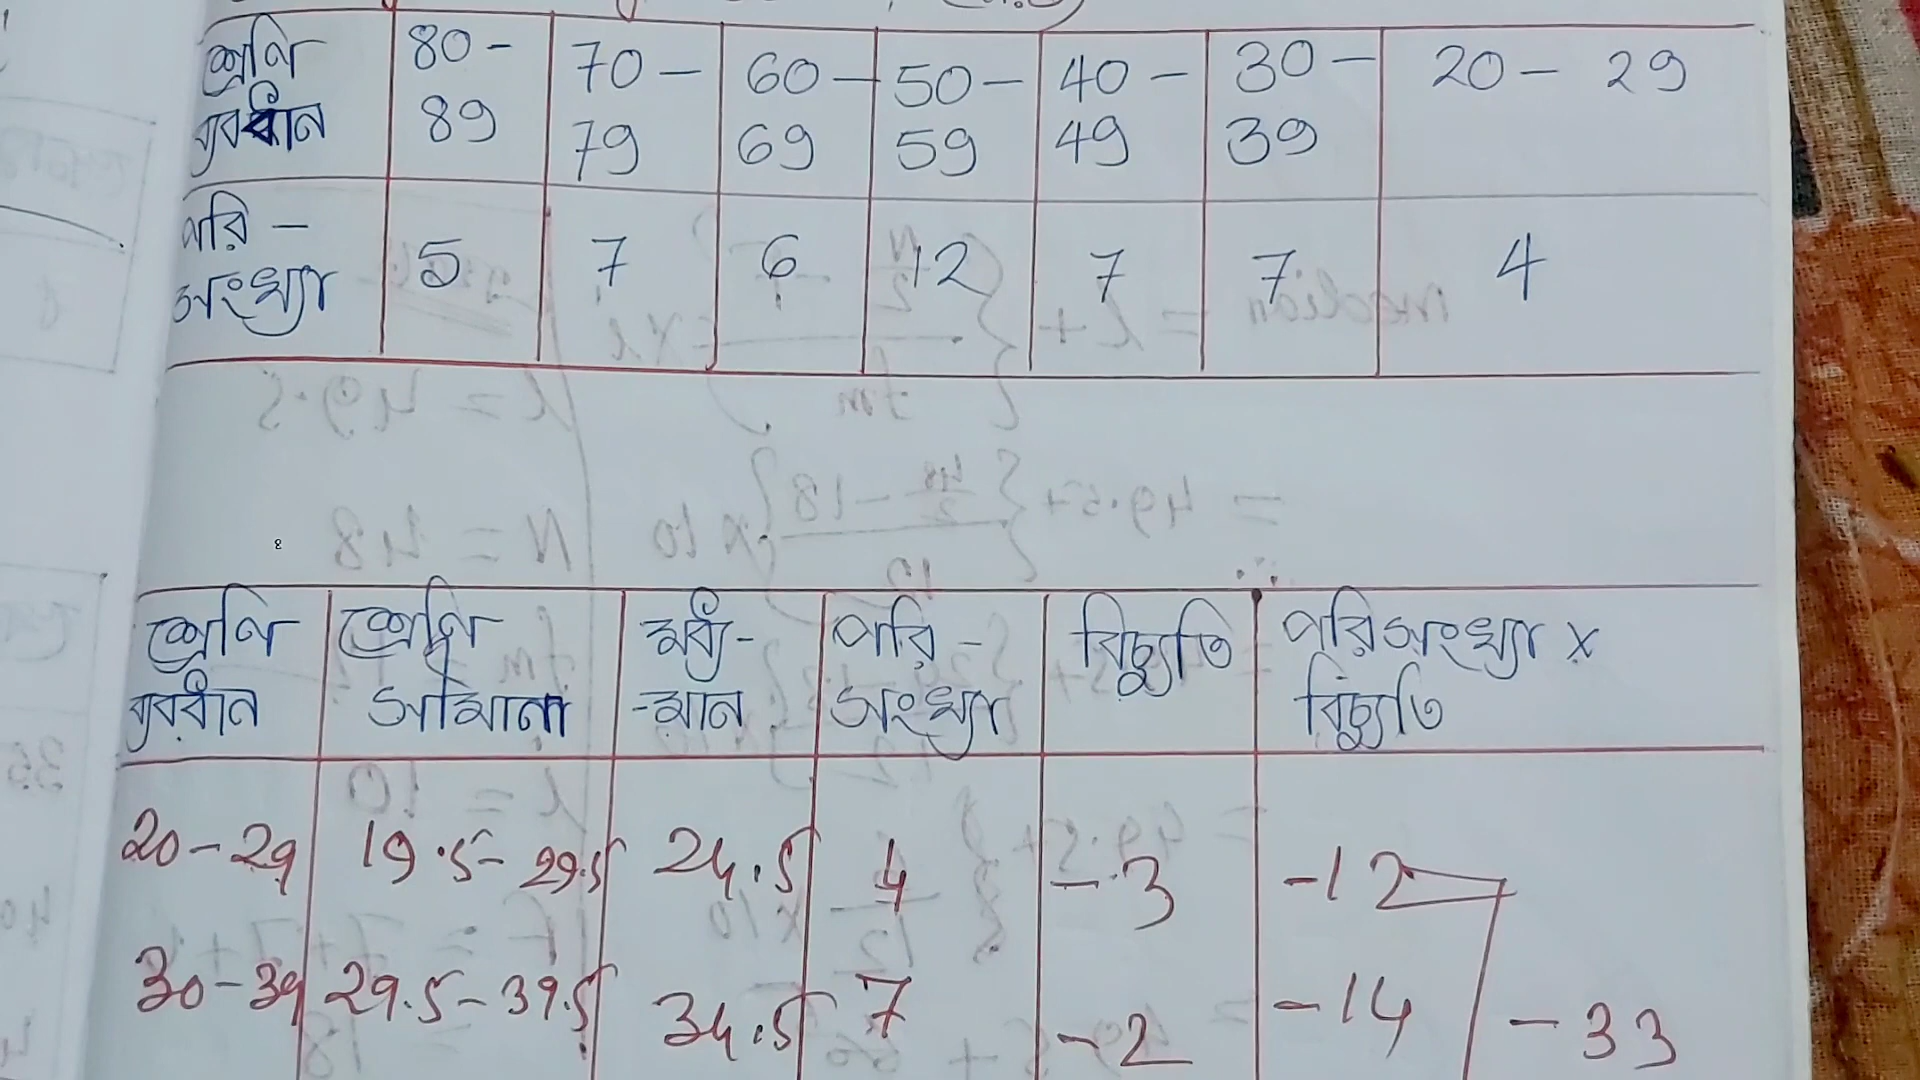 শ্রেণি ব্যবধান 80-89 70-79 60-69 50-59 40-49 30-39 20-29
পরি-সংখ্যা 5 7 6 12 7 7 4
শ্রেণি ব্যবধান শ্রেণি সীমানা মধ্য-মান পরি-সংখ্যা বিচ্যুতি পরিসংখ্যা x বিচ্যুতি
20-29 19.5-29.5 24.5 4 -3 -12
30-39 29.5-39.5 34.5 7 -2 -14 -33